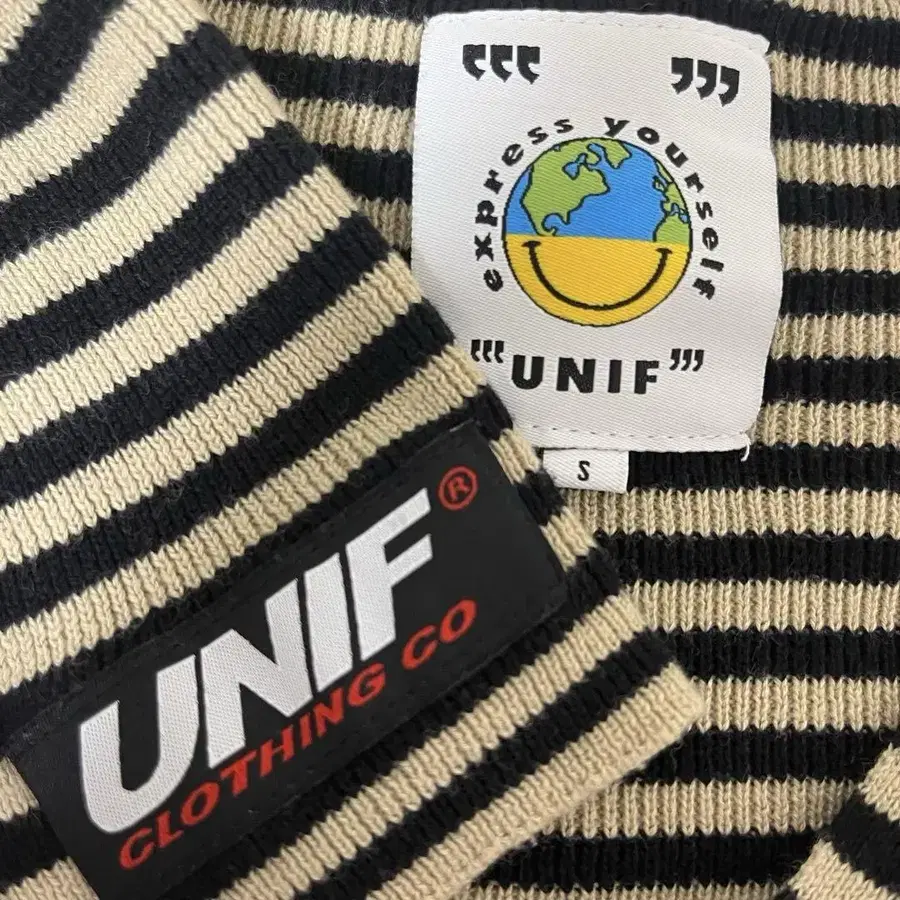 ““““ ””””
express yourself
"““UNIF””"
S
UNIF®
CLOTHING CO